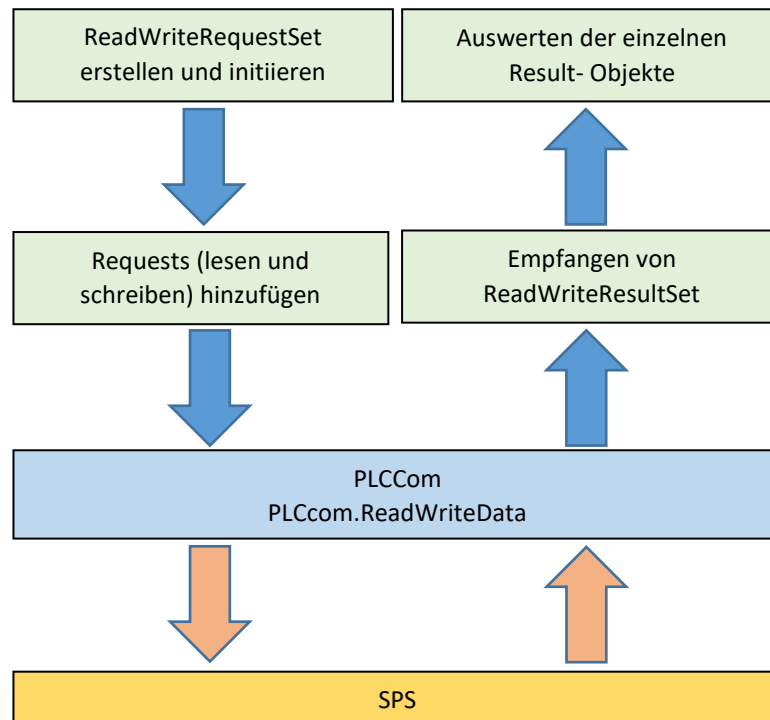 ReadWriteRequestSet
erstellen und initiieren
Auswerten der einzelnen
Result- Objekte
Requests (lesen und
schreiben) hinzufügen
Empfangen von
ReadWriteResultSet
PLCCom
PLCcom.ReadWriteData
SPS